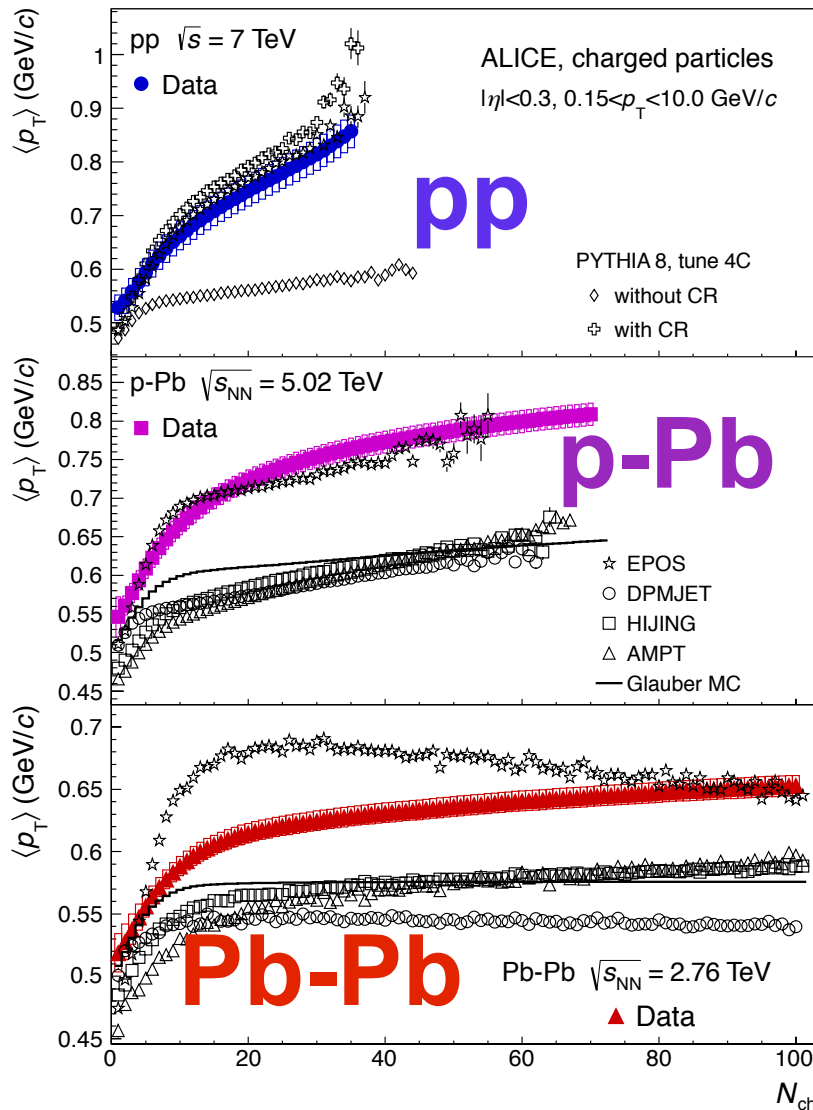 pp √s = 7 TeV
Data
ALICE, charged particles
|η|<0.3, 0.15<pT<10.0 GeV/c
pp
PYTHIA 8, tune 4C
without CR
with CR
⟨pT⟩ (GeV/c)
1
0.9
0.8
0.7
0.6
0.5
p-Pb √sNN = 5.02 TeV
Data
p-Pb
EPOS
DPMJET
HIJING
AMPT
Glauber MC
⟨pT⟩ (GeV/c)
0.85
0.8
0.75
0.7
0.65
0.6
0.55
0.5
0.45
⟨pT⟩ (GeV/c)
0.7
0.65
0.6
0.55
0.5
0.45
Pb-Pb
Pb-Pb √sNN = 2.76 TeV
Data
0 20 40 60 80 100
Nch